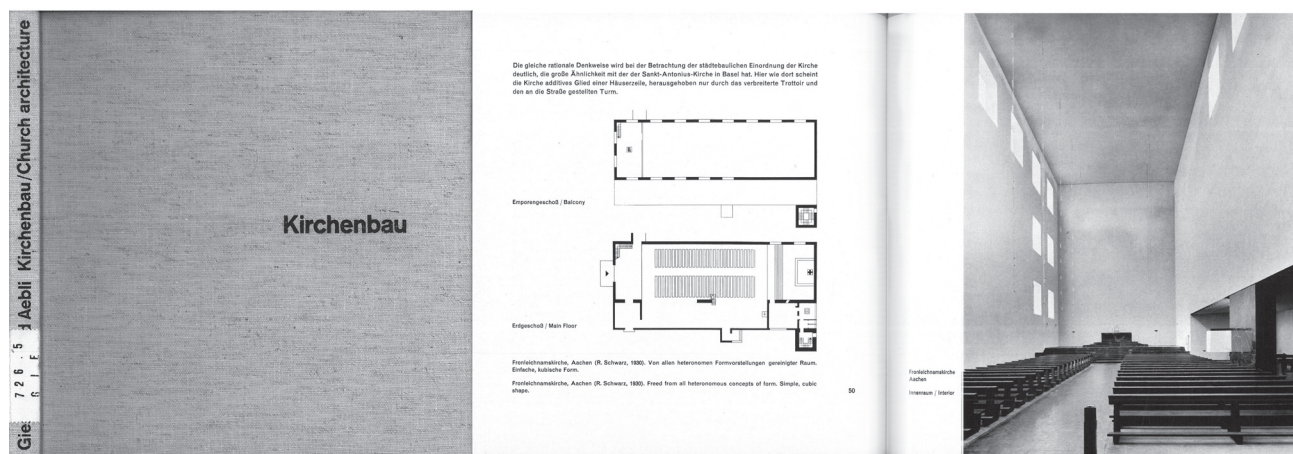 Gie
d Aebli Kirchenbau/Church architecture
726.5
GIE
Kirchenbau
Die gleiche rationale Denkweise wird bei der Betrachtung der städtebaulichen Einordnung der Kirche
deutlich, die große Ähnlichkeit mit der der Sankt-Antonius-Kirche in Basel hat. Hier wie dort scheint
die Kirche additives Glied einer Häuserzeile, herausgehoben nur durch das verbreiterte Trottoir und
den an die Straße gestellten Turm.
Emporengeschoß / Balcony
Erdgeschoß / Main Floor
Fronleichnamskirche, Aachen (R. Schwarz, 1930). Von allen heteronomen Formvorstellungen gereinigter Raum.
Einfache, kubische Form.
Fronleichnamskirche, Aachen (R. Schwarz, 1930). Freed from all heteronomous concepts of form. Simple, cubic
shape.
50
Fronleichnamskirche
Aachen
Innenraum / Interior